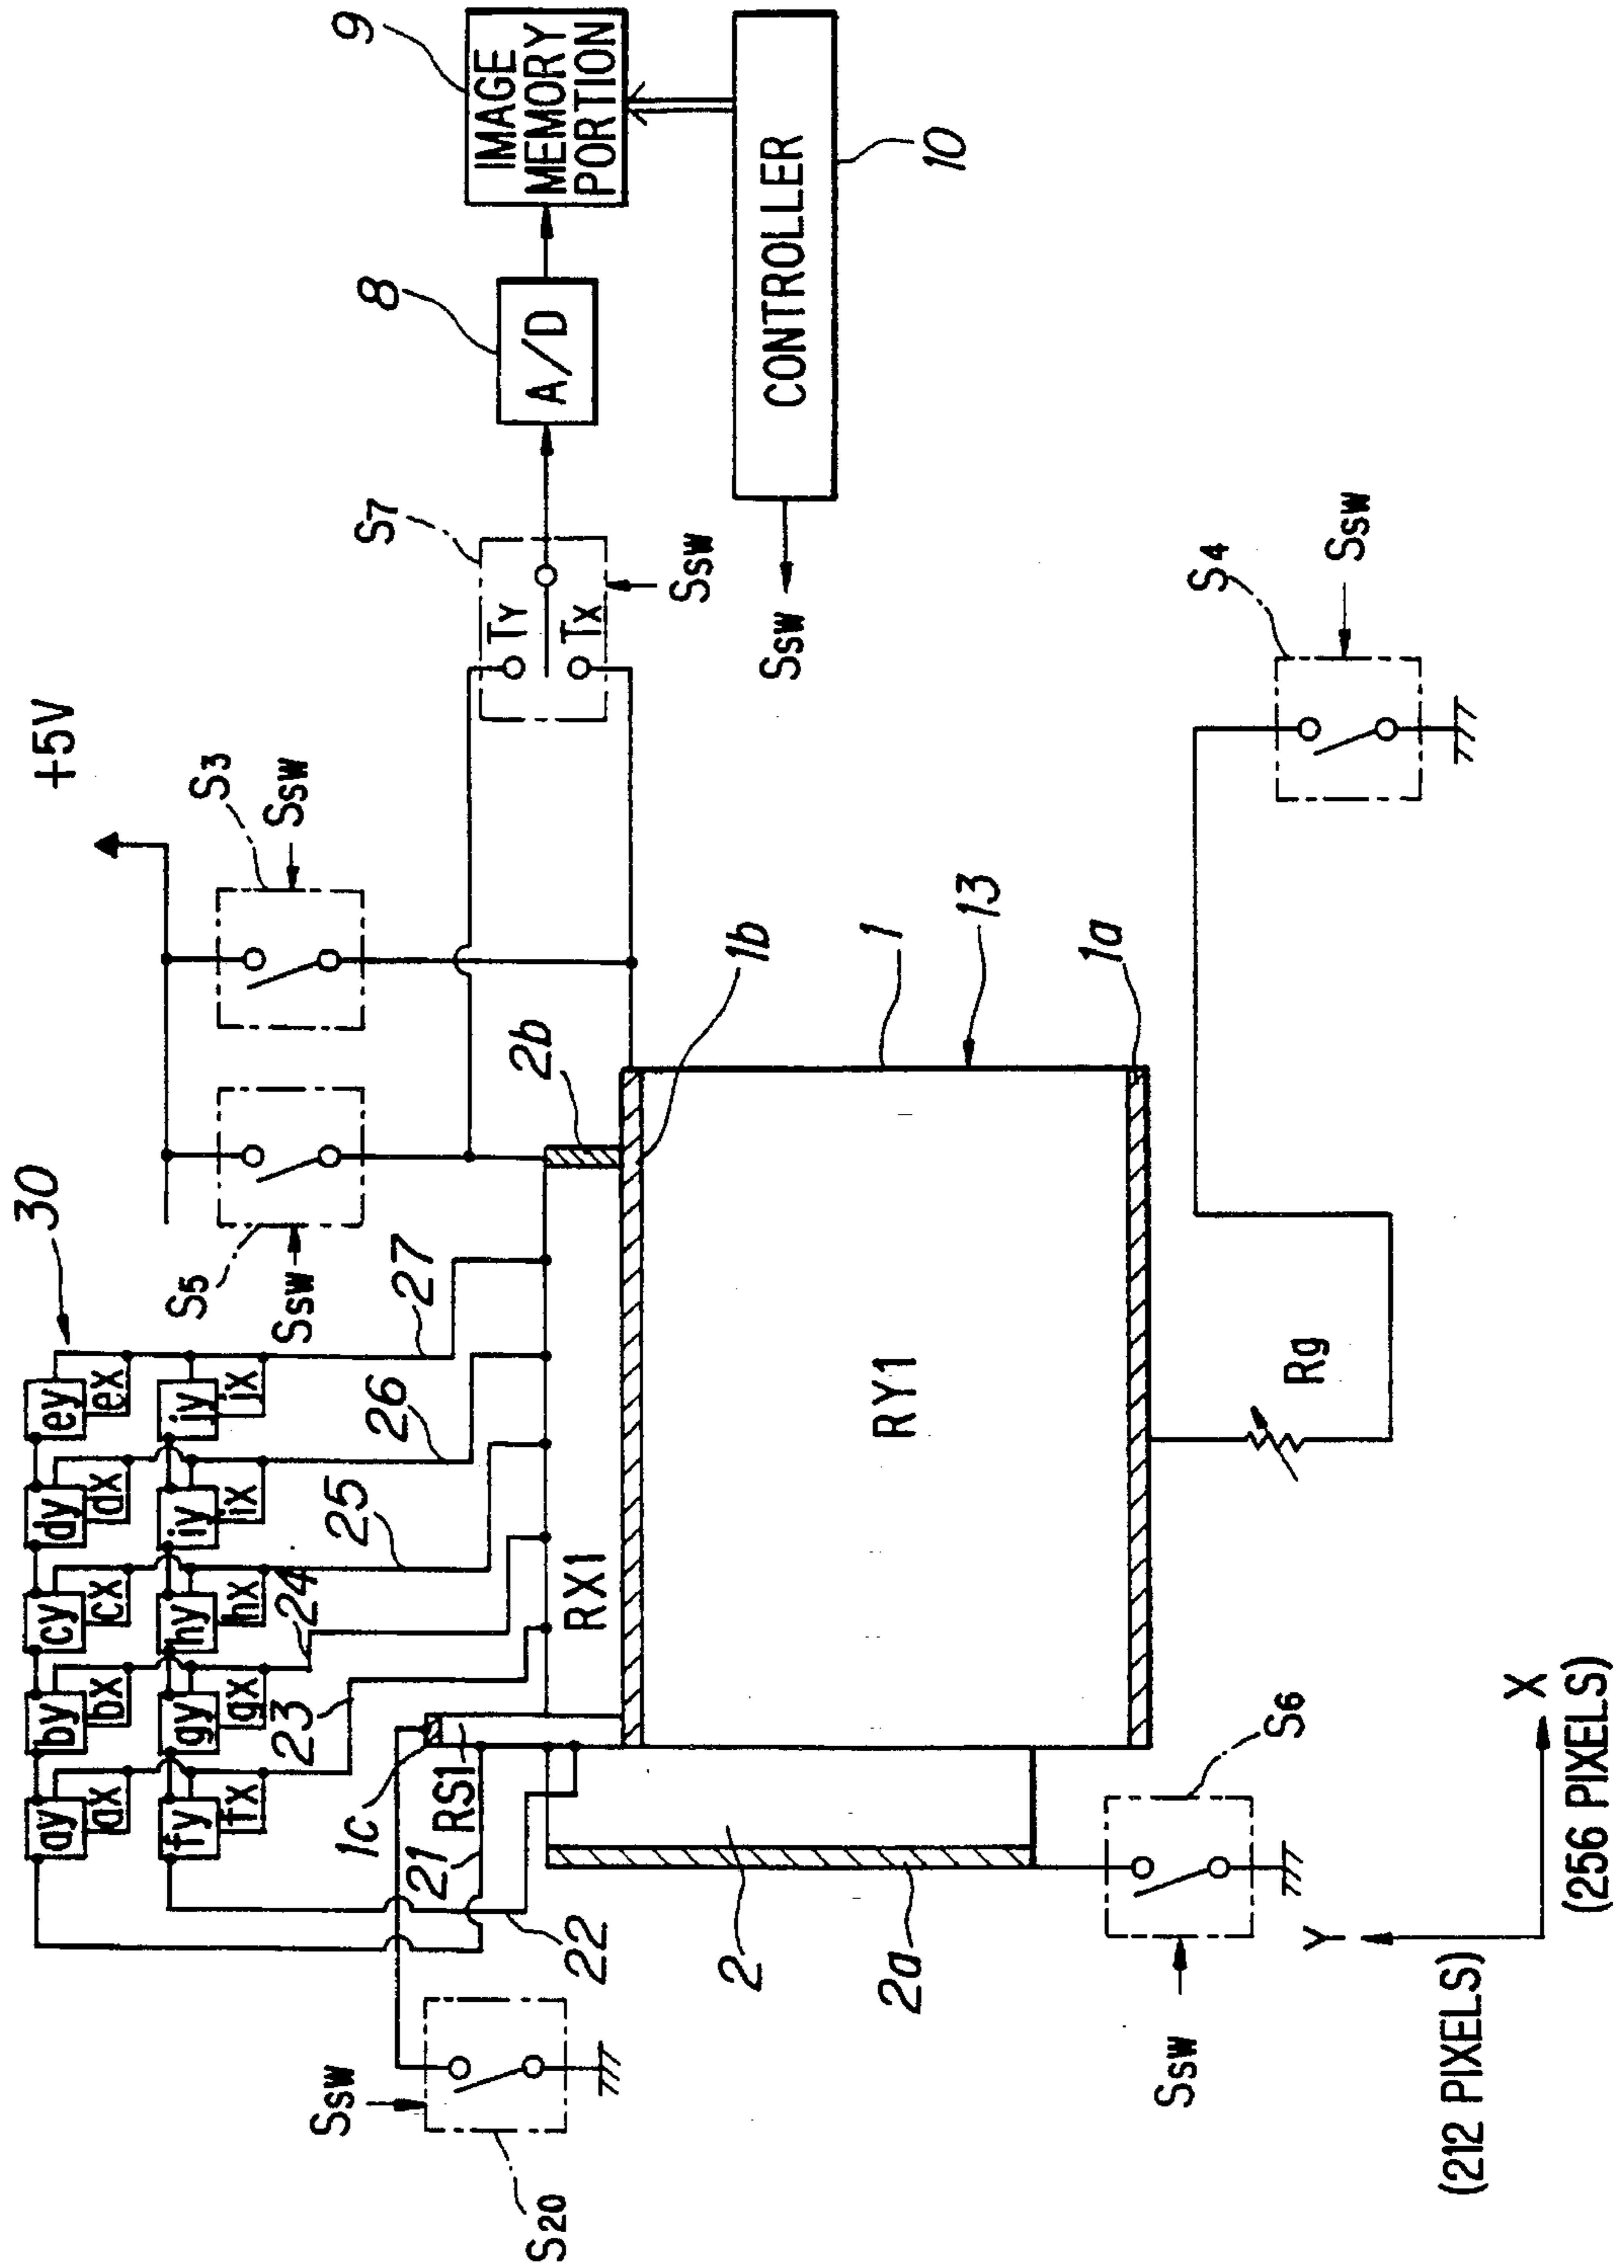 +5V
30
S5
SSW
S3
SSW
S7
TY
TX
SSW
8
A/D
9
IMAGE
MEMORY
PORTION
CONTROLLER
10
SSW
ay
by
cy
dy
ey
ax
bx
cx
dx
ex
fy
gy
hy
iy
jy
fx
gx
hx
ix
jx
21
22
23
24
25
26
27
1c
RS1
RX1
2b
1b
1
13
1a
RY1
2
2a
SSW
S20
SSW
S6
Rg
S4
SSW
Y
(212 PIXELS)
X
(256 PIXELS)